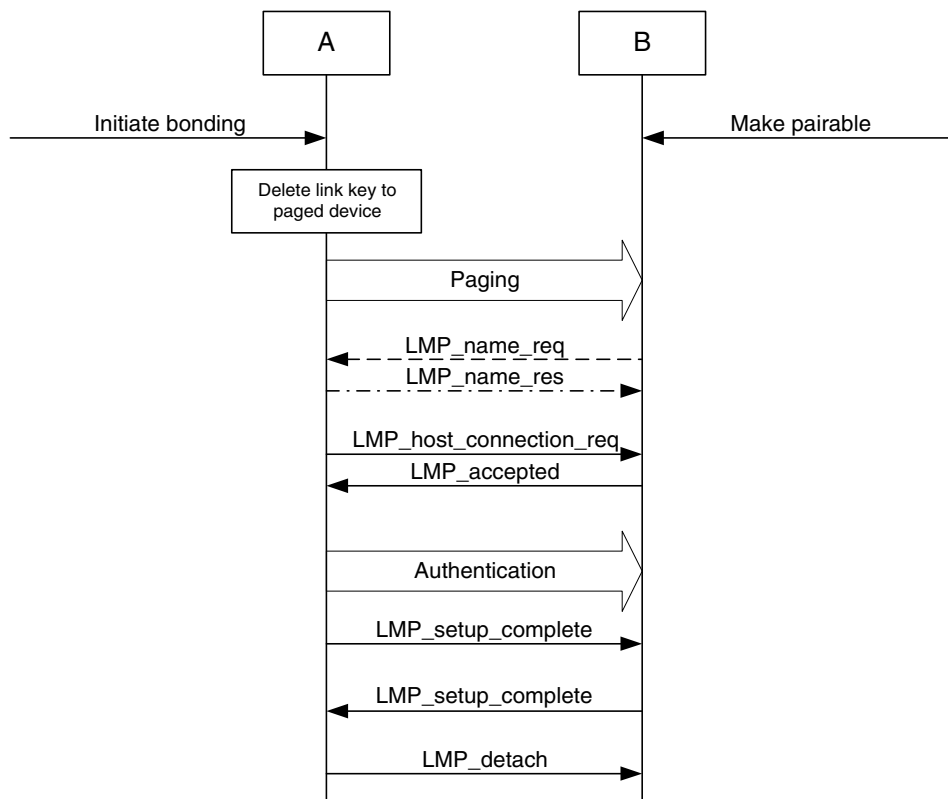 A
B
Initiate bonding
Make pairable
Delete link key to
paged device
Paging
LMP_name_req
LMP_name_res
LMP_host_connection_req
LMP_accepted
Authentication
LMP_setup_complete
LMP_setup_complete
LMP_detach